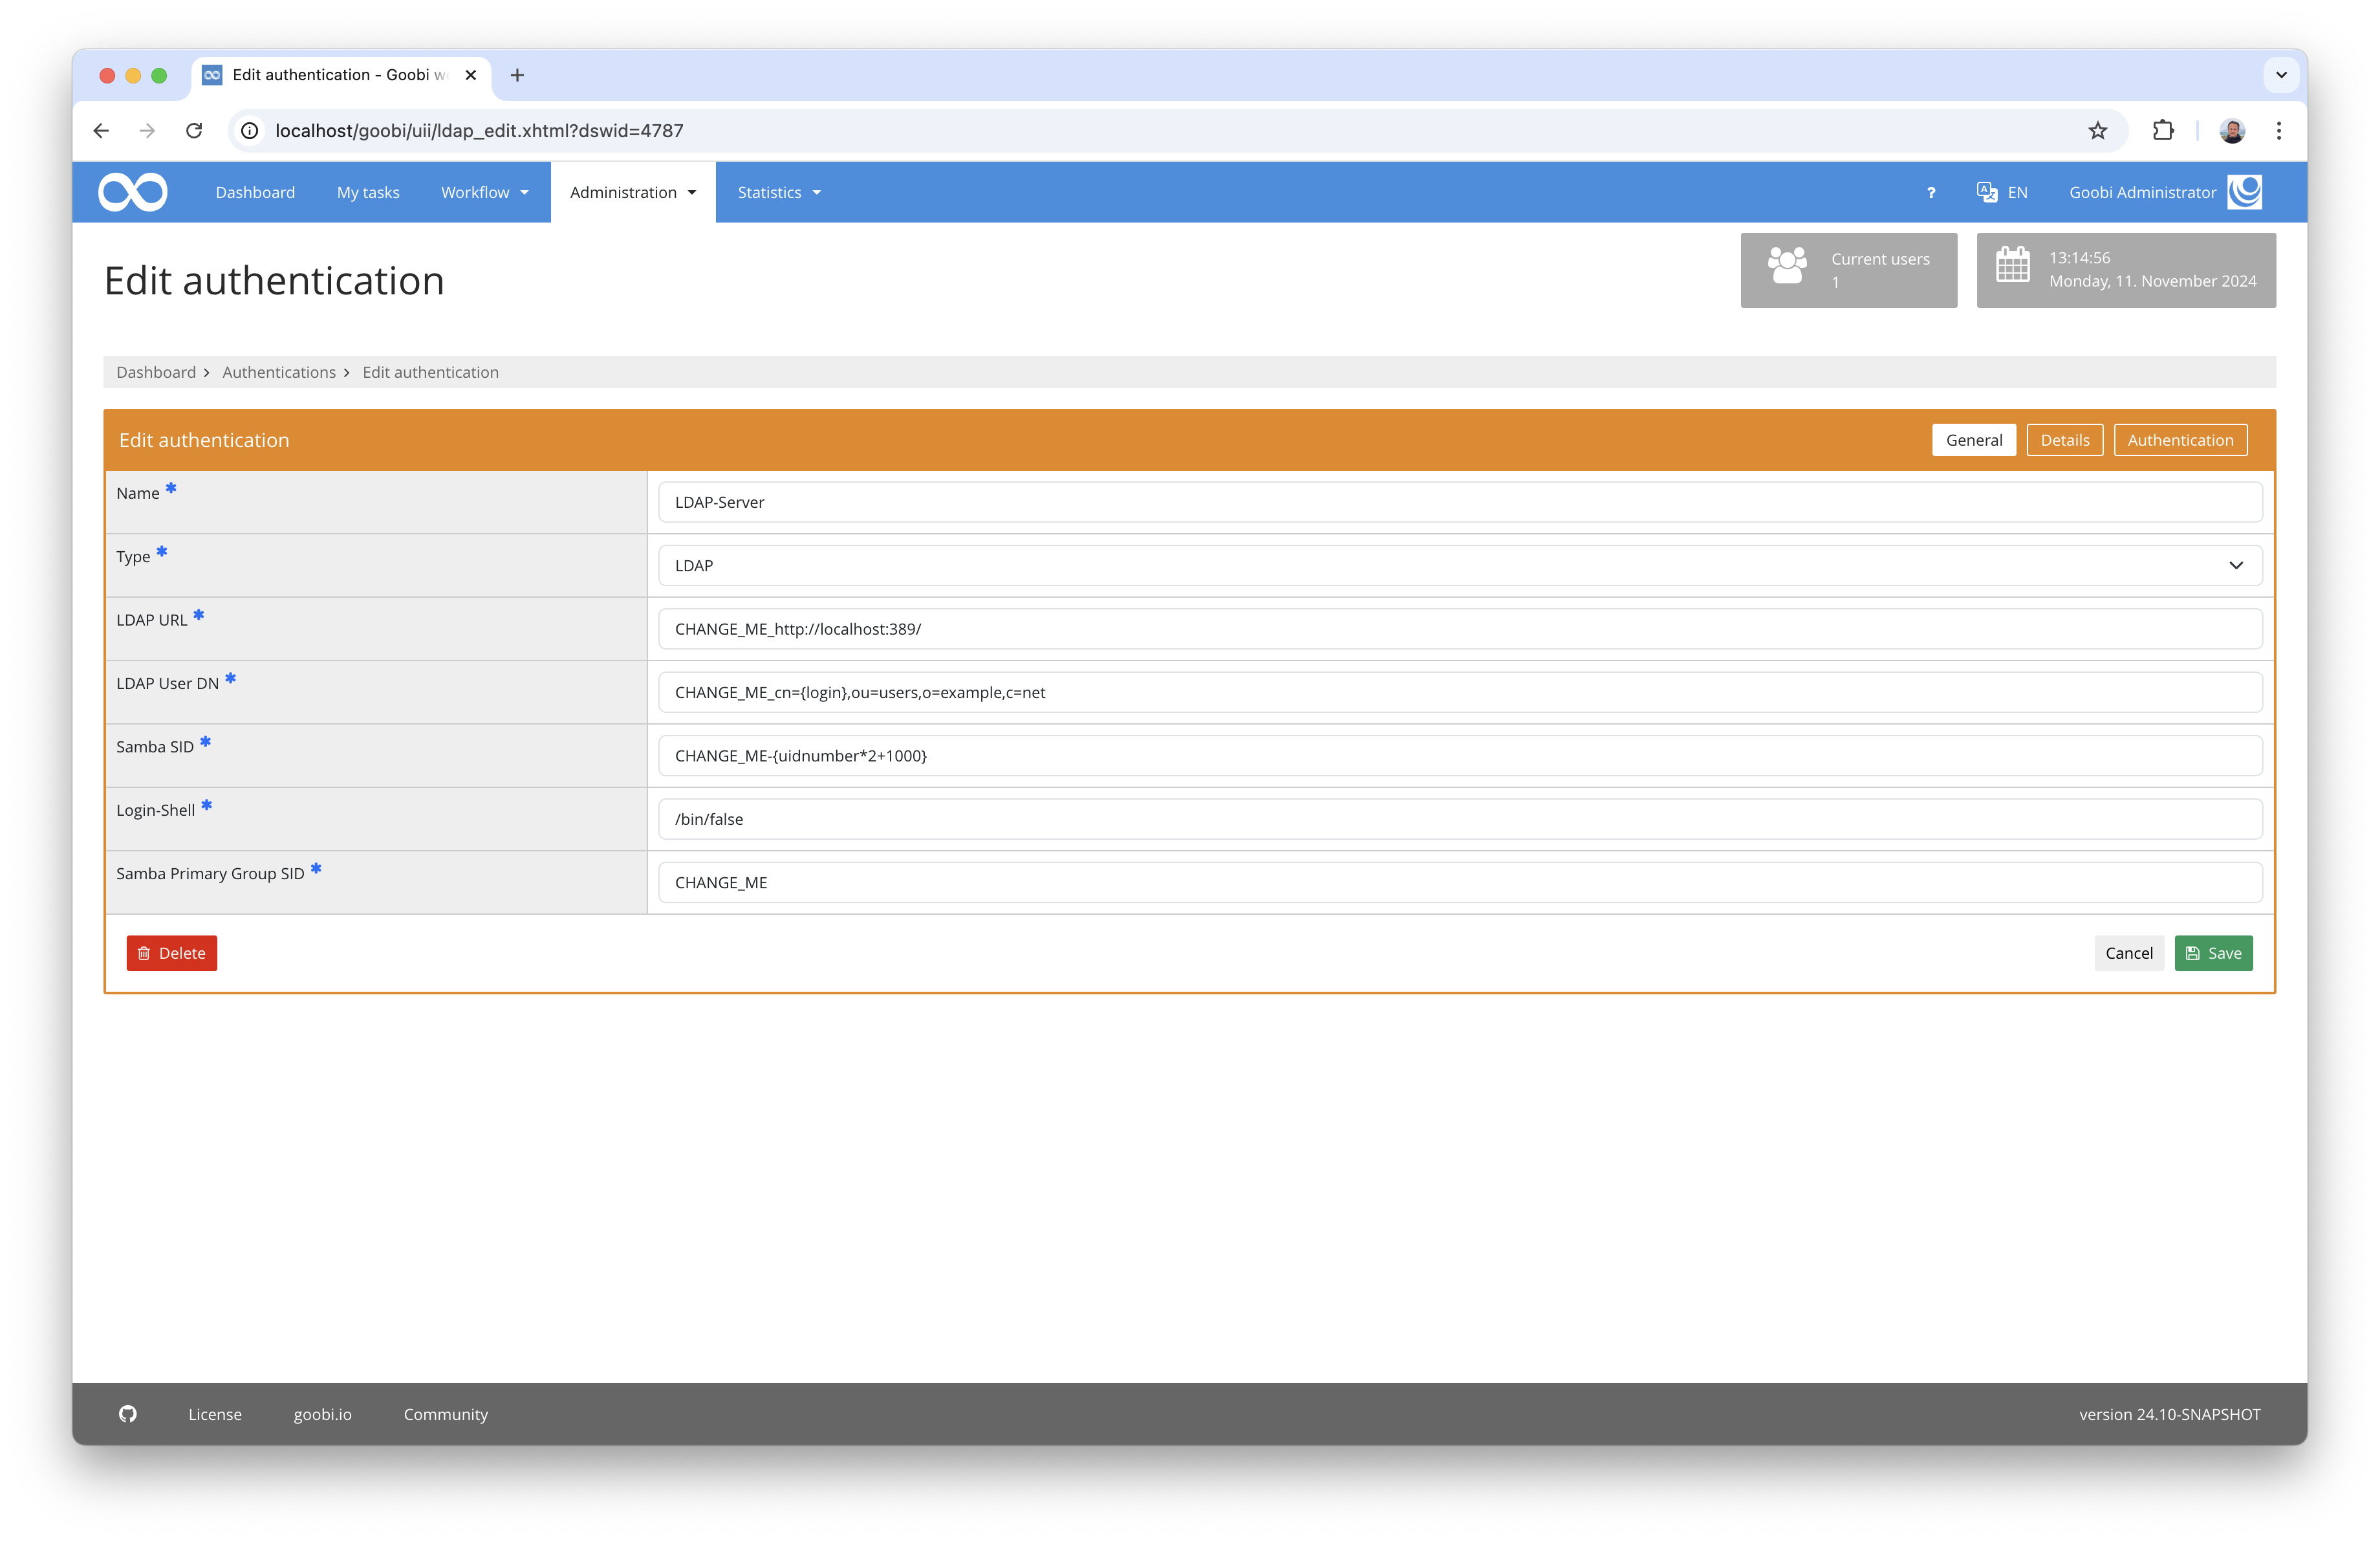 Edit authentication - Goobi w
localhost/goobi/uii/ldap_edit.xhtml?dswid=4787
Dashboard My tasks Workflow Administration Statistics ? EN Goobi Administrator
Edit authentication
Current users
1
13:14:56
Monday, 11. November 2024
Dashboard > Authentications > Edit authentication
Edit authentication General Details Authentication
Name * LDAP-Server
Type * LDAP
LDAP URL * CHANGE_ME_http://localhost:389/
LDAP User DN * CHANGE_ME_cn={login},ou=users,o=example,c=net
Samba SID * CHANGE_ME-{uidnumber*2+1000}
Login-Shell * /bin/false
Samba Primary Group SID * CHANGE_ME
Delete Cancel Save
License goobi.io Community version 24.10-SNAPSHOT